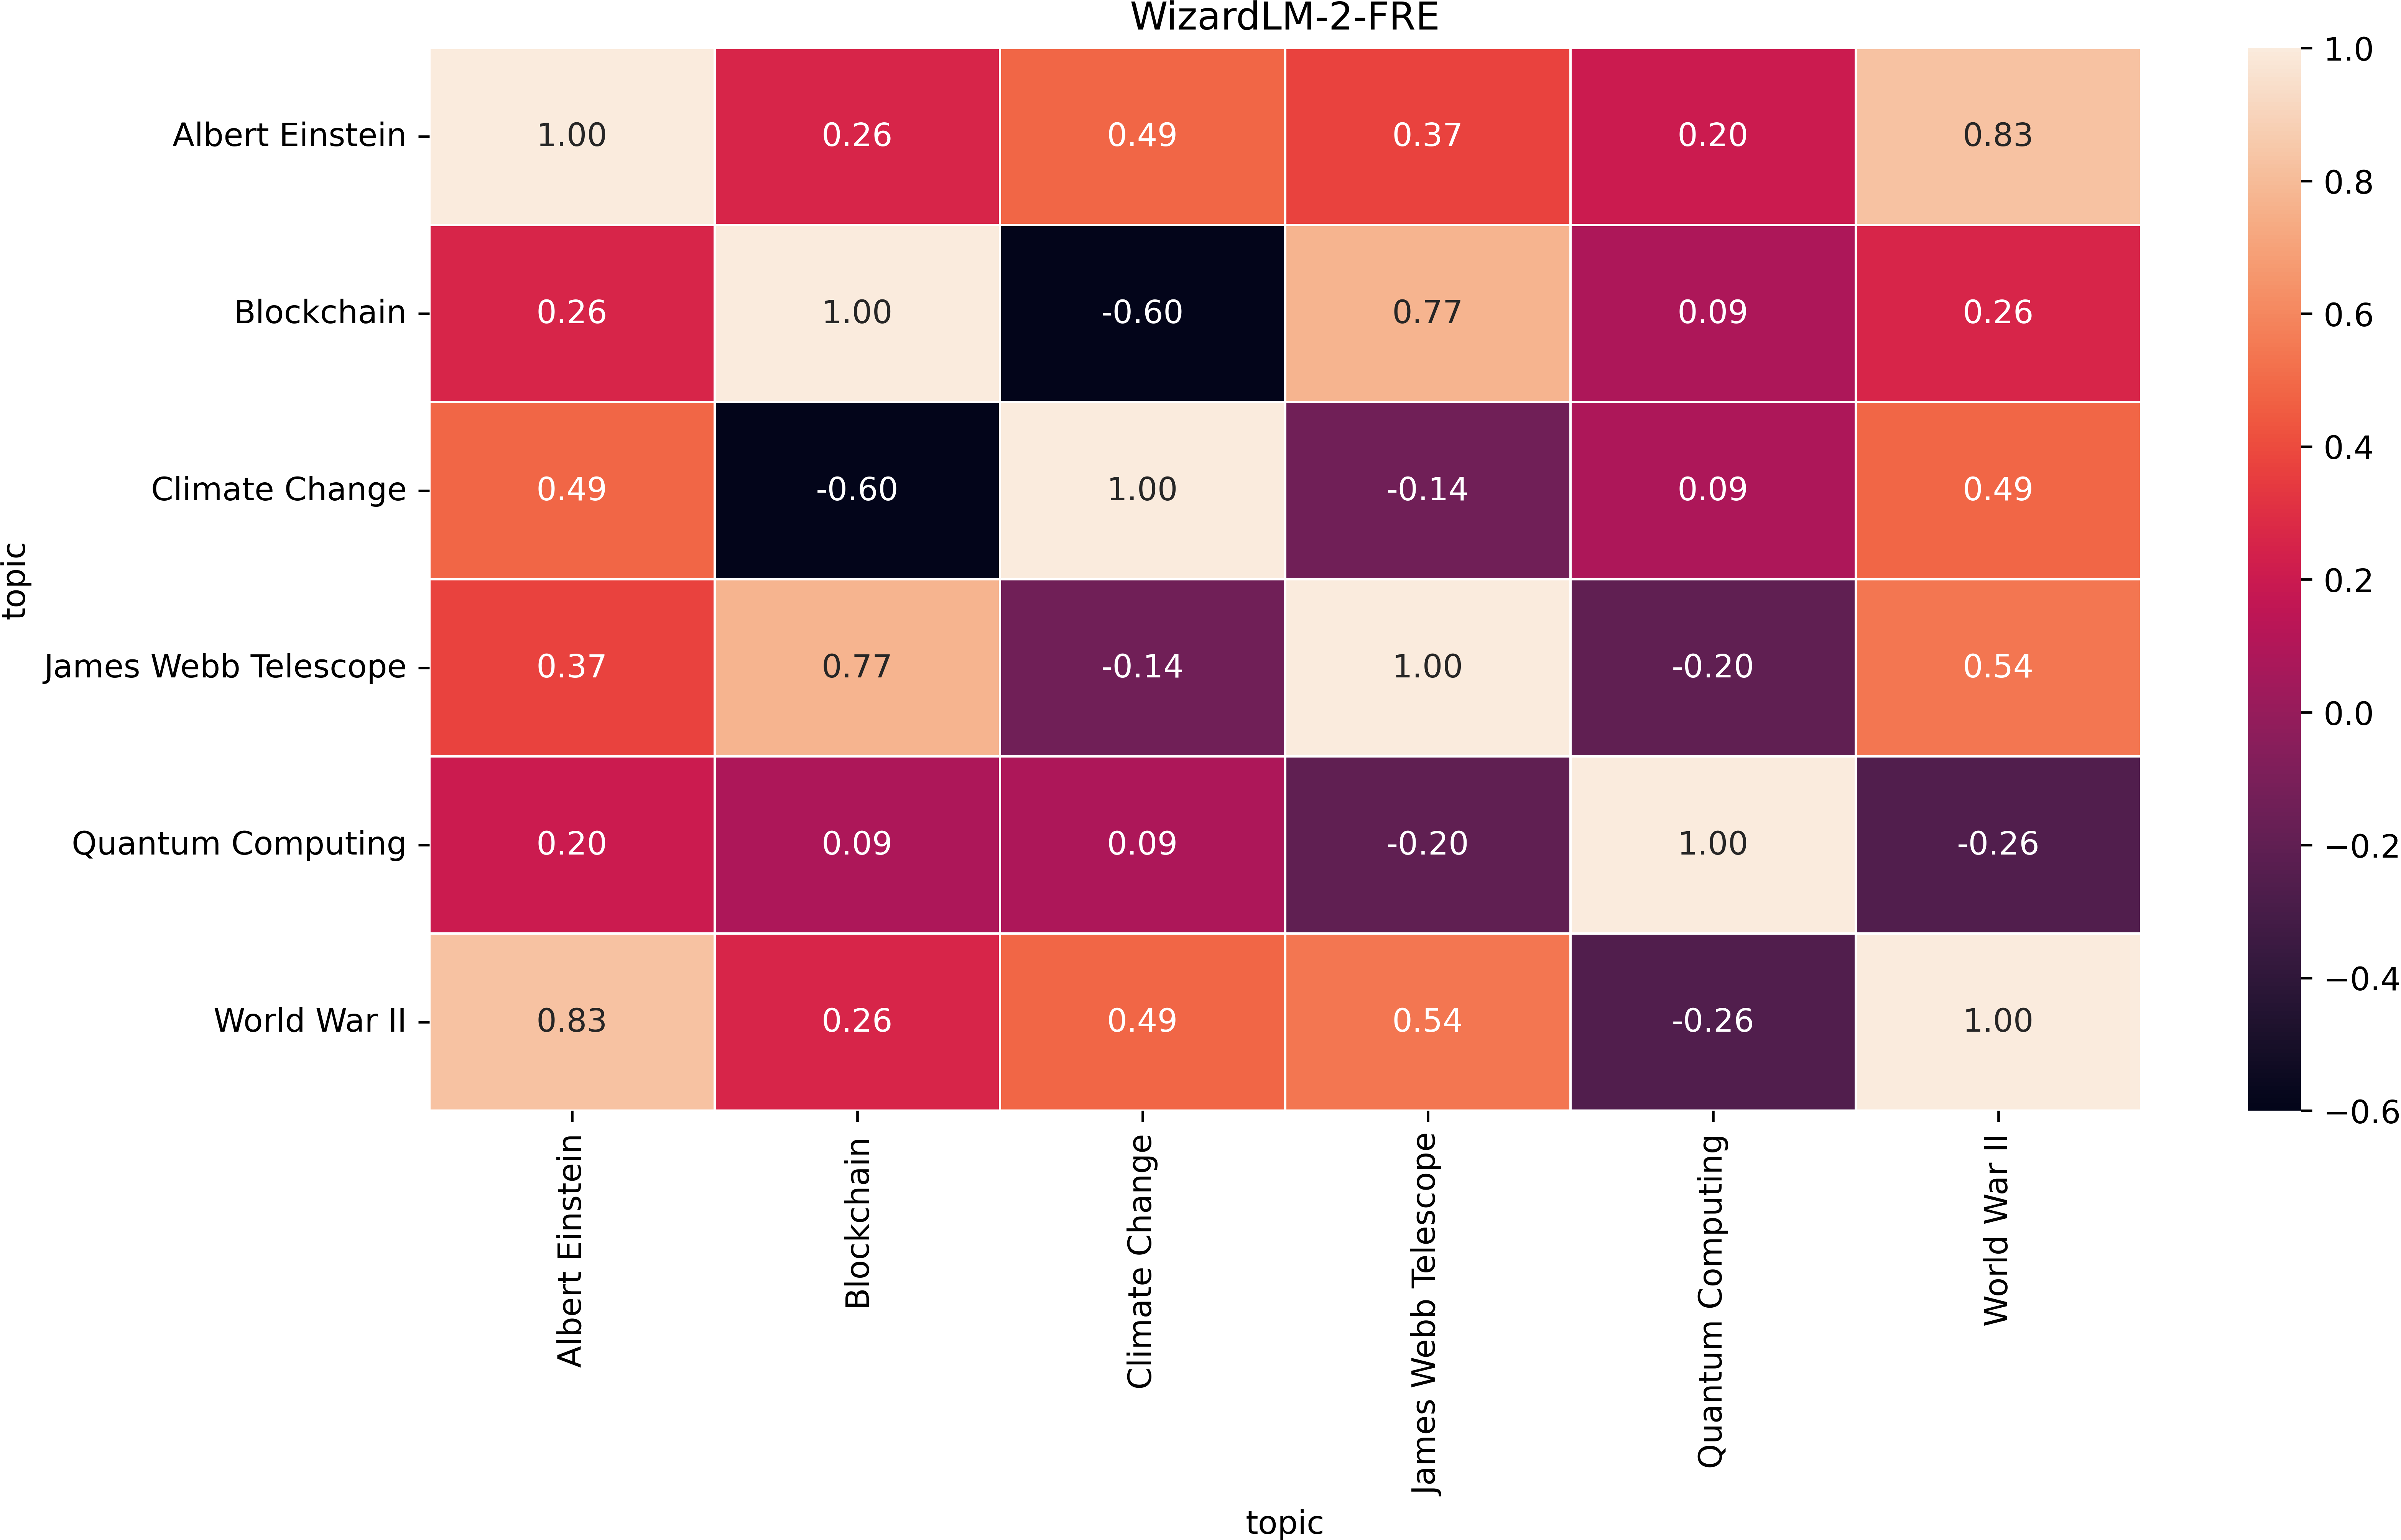 WizardLM-2-FRE
Albert Einstein 1.00 0.26 0.49 0.37 0.20 0.83
Blockchain 0.26 1.00 -0.60 0.77 0.09 0.26
Climate Change 0.49 -0.60 1.00 -0.14 0.09 0.49
James Webb Telescope 0.37 0.77 -0.14 1.00 -0.20 0.54
Quantum Computing 0.20 0.09 0.09 -0.20 1.00 -0.26
World War II 0.83 0.26 0.49 0.54 -0.26 1.00
topic
Albert Einstein
Blockchain
Climate Change
James Webb Telescope
Quantum Computing
World War II
topic
1.0
0.8
0.6
0.4
0.2
0.0
−0.2
−0.4
−0.6